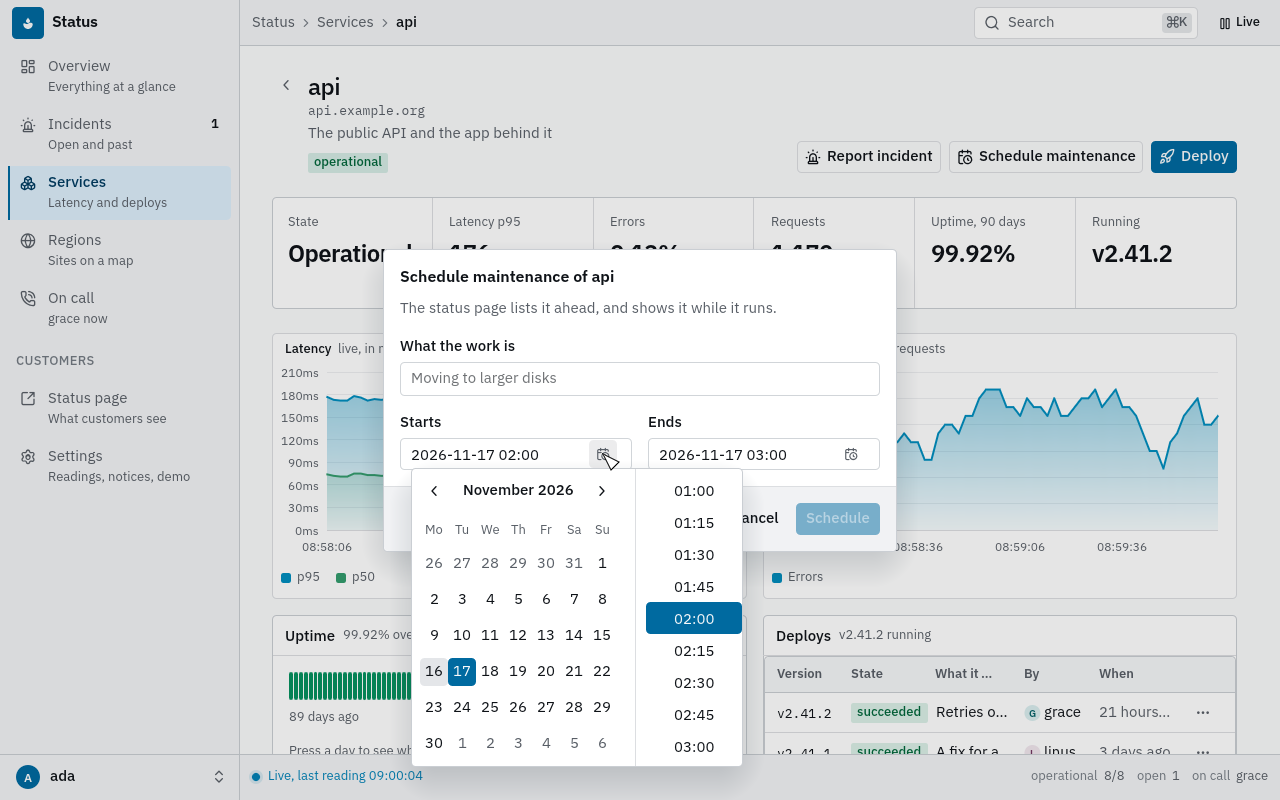 Status
Overview
Everything at a glance
Incidents 1
Open and past
Services
Latency and deploys
Regions
Sites on a map
On call
grace now
CUSTOMERS
Status page
What customers see
Settings
Readings, notices, demo
A ada
Status Services api
Search ⌘K
Live
api
api.example.org
The public API and the app behind it
operational
Report incident
Schedule maintenance
Deploy
State
Latency p95
Errors
Requests
Uptime, 90 days
99.92%
Running
v2.41.2
Latency
210ms
180ms
150ms
120ms
90ms
60ms
30ms
0ms
08:58:06
p95 p50
requests
08:58:36 08:59:06 08:59:36
Errors
Schedule maintenance of api
The status page lists it ahead, and shows it while it runs.
What the work is
Moving to larger disks
Starts
2026-11-17 02:00
Ends
2026-11-17 03:00
Schedule
November 2026
Mo Tu We Th Fr Sa Su
26 27 28 29 30 31 1
2 3 4 5 6 7 8
9 10 11 12 13 14 15
16 17 18 19 20 21 22
23 24 25 26 27 28 29
30 1 2 3 4 5 6
01:00
01:15
01:30
01:45
02:00
02:15
02:30
02:45
03:00
Uptime 99.92%
89 days ago
Press a day to see
Deploys v2.41.2 running
Version State What it ... By When
v2.41.2 succeeded Retries o... G grace 21 hours...
v2.41.1 succeeded A fix for a L linus 3 days ago
Live, last reading 09:00:04
operational 8/8 open 1 on call grace